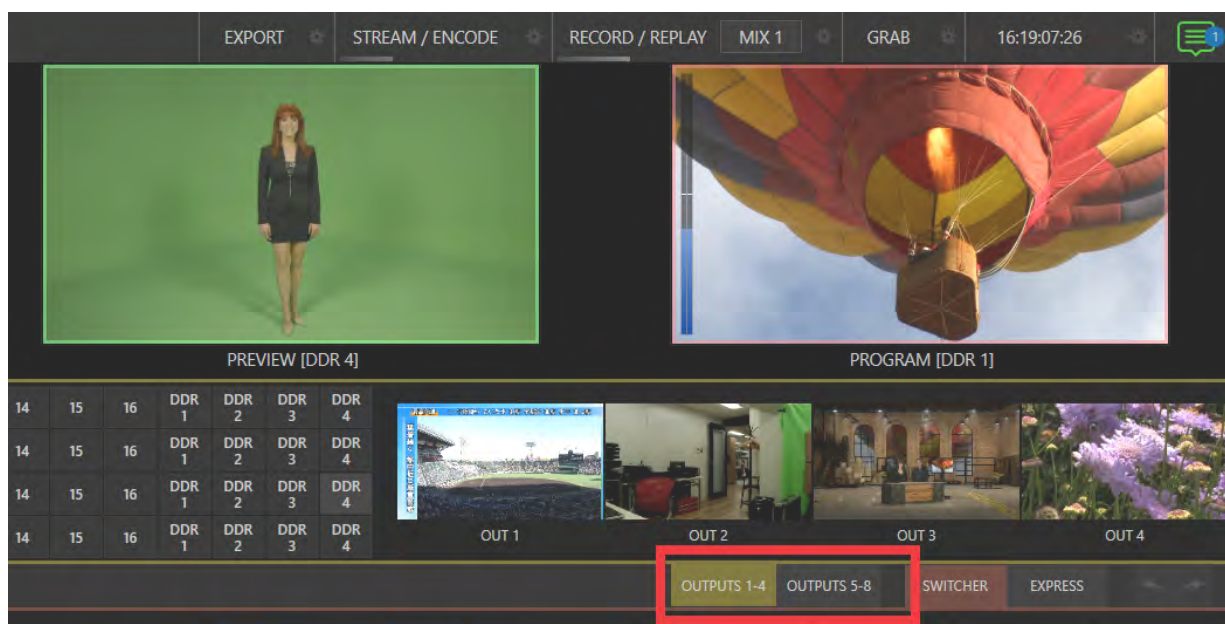 EXPORT STREAM / ENCODE RECORD / REPLAY MIX 1 GRAB 16:19:07:26 1
PREVIEW [DDR 4] PROGRAM [DDR 1]
14 15 16 DDR 1 DDR 2 DDR 3 DDR 4
14 15 16 DDR 1 DDR 2 DDR 3 DDR 4
14 15 16 DDR 1 DDR 2 DDR 3 DDR 4
14 15 16 DDR 1 DDR 2 DDR 3 DDR 4
OUT 1 OUT 2 OUT 3 OUT 4
OUTPUTS 1-4 OUTPUTS 5-8 SWITCHER EXPRESS